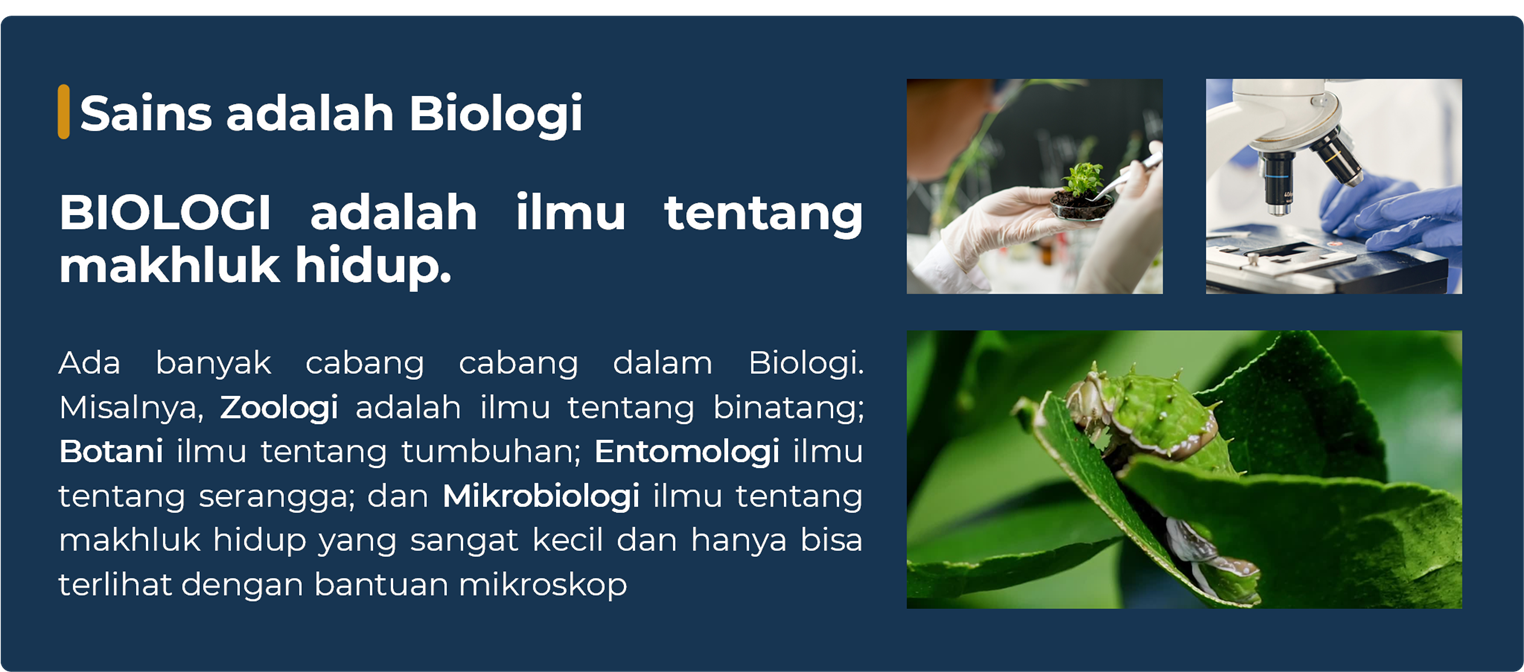 Sains adalah Biologi
BIOLOGI adalah ilmu tentang
makhluk hidup.
Ada banyak cabang cabang dalam Biologi.
Misalnya, Zoologi adalah ilmu tentang binatang;
Botani ilmu tentang tumbuhan; Entomologi ilmu
tentang serangga; dan Mikrobiologi ilmu tentang
makhluk hidup yang sangat kecil dan hanya bisa
terlihat dengan bantuan mikroskop